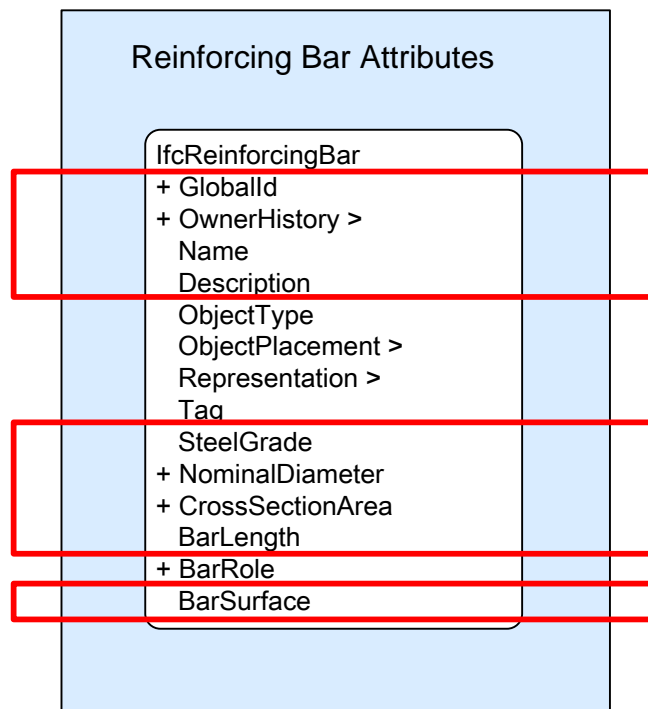 Reinforcing Bar Attributes
IfcReinforcingBar
+ GlobalId
+ OwnerHistory >
Name
Description
ObjectType
ObjectPlacement >
Representation >
Tag
SteelGrade
+ NominalDiameter
+ CrossSectionArea
BarLength
+ BarRole
BarSurface